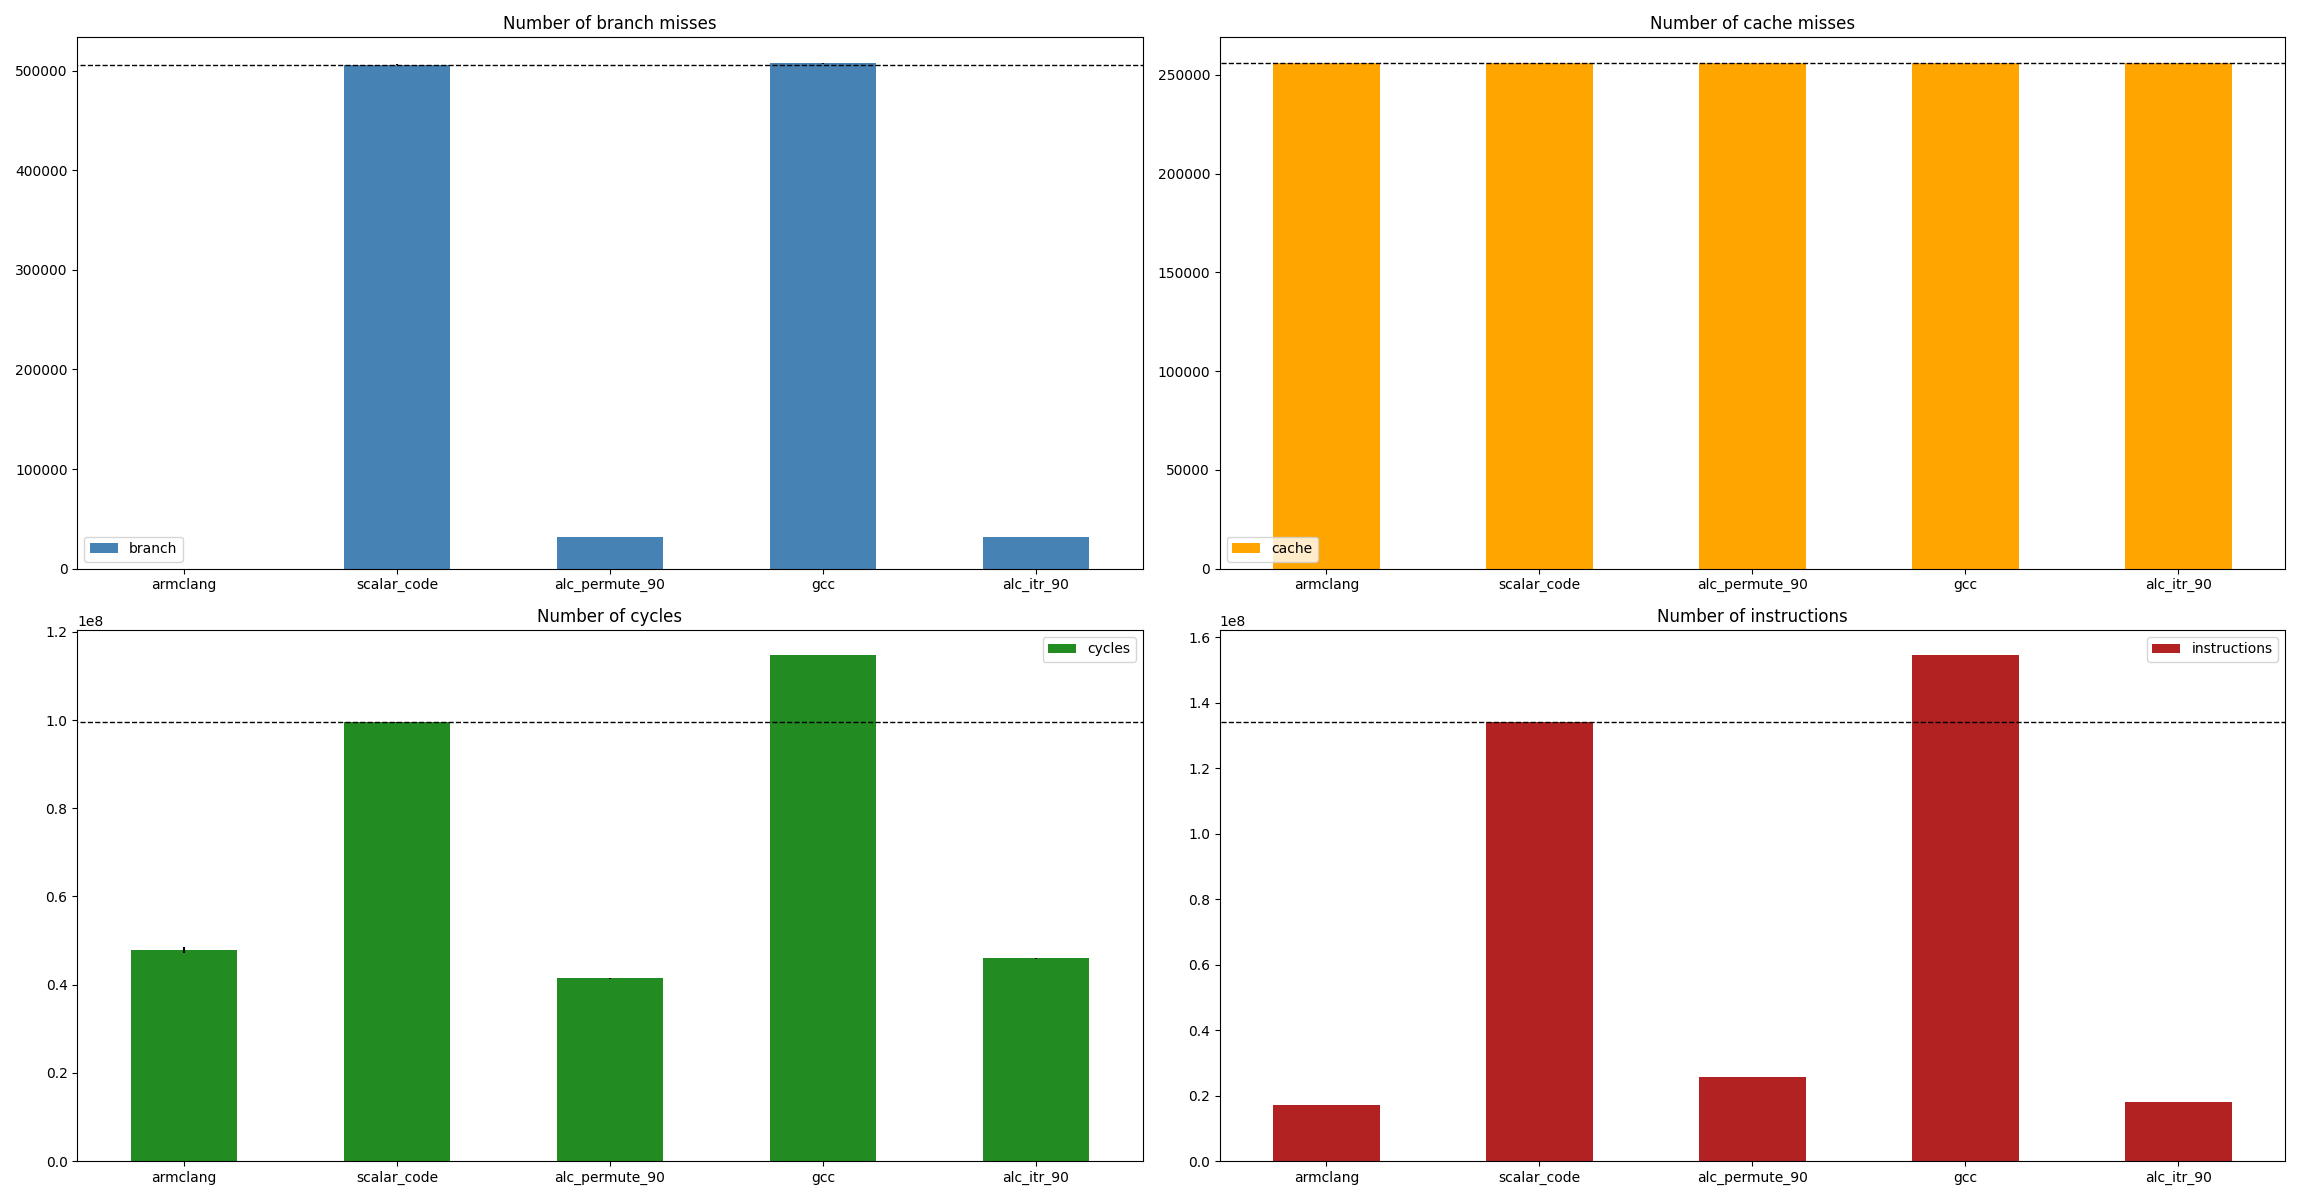 Number of branch misses
500000
400000
300000
200000
100000
0
branch
armclang scalar_code alc_permute_90 gcc alc_itr_90
Number of cache misses
250000
200000
150000
100000
50000
0
cache
armclang scalar_code alc_permute_90 gcc alc_itr_90
Number of cycles
1e8
1.2
1.0
0.8
0.6
0.4
0.2
0.0
cycles
armclang scalar_code alc_permute_90 gcc alc_itr_90
Number of instructions
1e8
1.6
1.4
1.2
1.0
0.8
0.6
0.4
0.2
0.0
instructions
armclang scalar_code alc_permute_90 gcc alc_itr_90